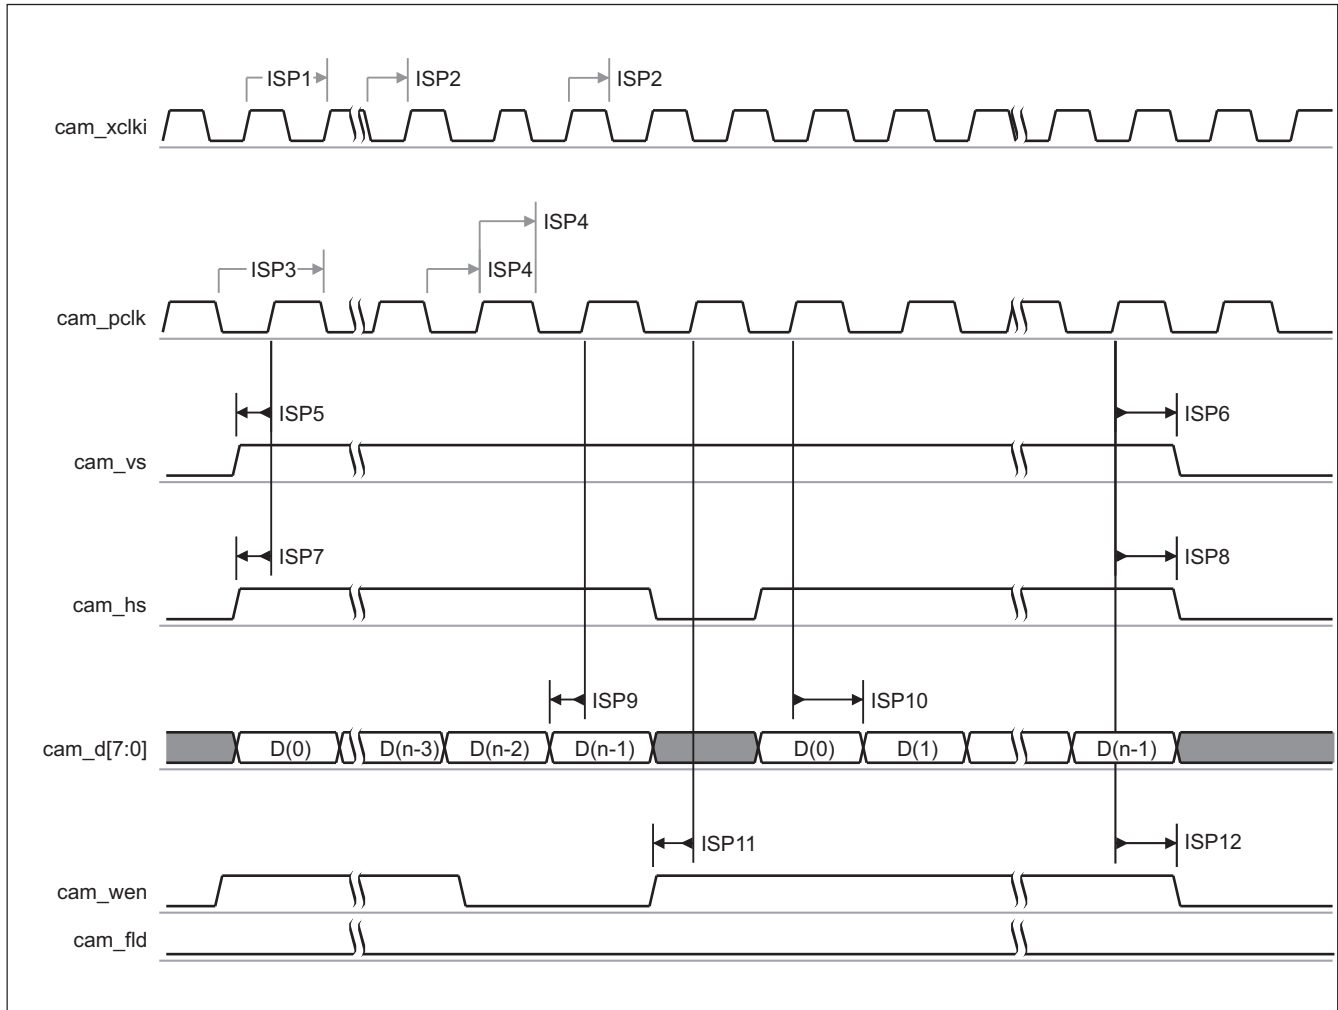 ISP1 ISP2 ISP2
cam_xclki
ISP4
ISP3 ISP4
cam_pclk
ISP5 ISP6
cam_vs
ISP7 ISP8
cam_hs
ISP9 ISP10
cam_d[7:0] D(0) D(n-3) D(n-2) D(n-1) D(0) D(1) D(n-1)
ISP11 ISP12
cam_wen
cam_fld